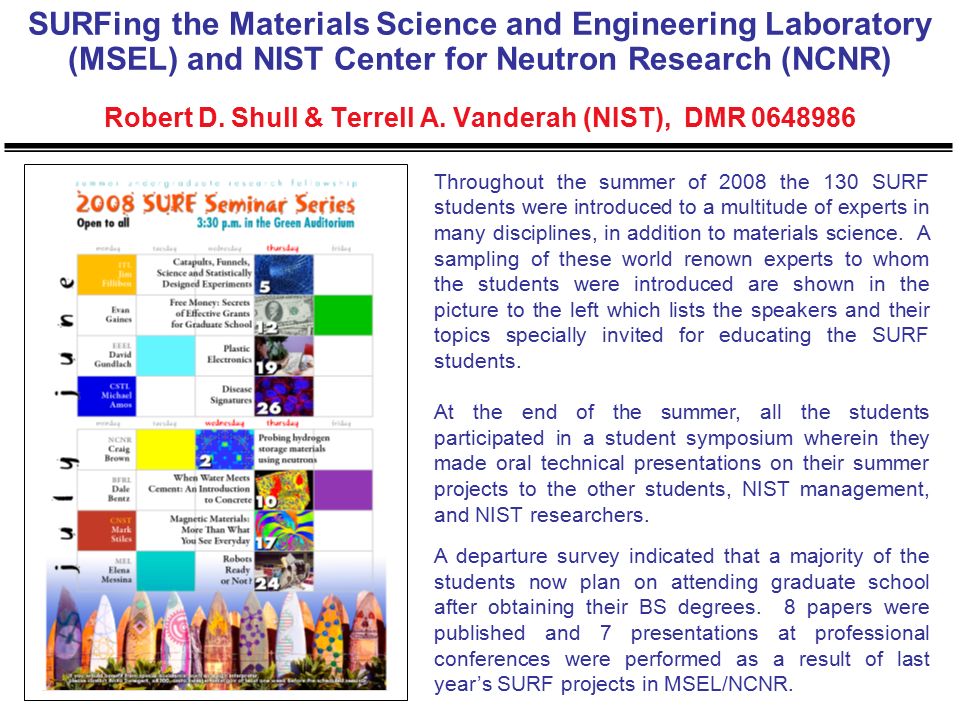 SURFing the Materials Science and Engineering Laboratory
(MSEL) and NIST Center for Neutron Research (NCNR)
Robert D. Shull & Terrell A. Vanderah (NIST), DMR 0648986
summer undergraduate research fellowship
2008 SURF Seminar Series
Open to all 3:30 p.m. in the Green Auditorium
monday tuesday wednesday thursday friday
june
ITL
Jim
Filliben
Catapults, Funnels,
Science and Statistically
Designed Experiments
5
Evan
Gaines
Free Money: Secrets
of Effective Grants
for Graduate School
12
EEEL
David
Gundlach
Plastic
Electronics
19
CSTL
Michael
Amos
Disease
Signatures
26
monday tuesday wednesday thursday friday
july
NCNR
Craig
Brown
2
Probing hydrogen
storage materials
using neutrons
BFRL
Dale
Bentz
When Water Meets
Cement: An Introduction
to Concrete
10
CNST
Mark
Stiles
Magnetic Materials:
More Than What
You See Everyday
17
MEL
Elena
Messina
Robots
Ready
or Not?
24
Throughout the summer of 2008 the 130 SURF
students were introduced to a multitude of experts in
many disciplines, in addition to materials science. A
sampling of these world renown experts to whom
the students were introduced are shown in the
picture to the left which lists the speakers and their
topics specially invited for educating the SURF
students.
At the end of the summer, all the students
participated in a student symposium wherein they
made oral technical presentations on their summer
projects to the other students, NIST management,
and NIST researchers.
A departure survey indicated that a majority of the
students now plan on attending graduate school
after obtaining their BS degrees. 8 papers were
published and 7 presentations at professional
conferences were performed as a result of last
year's SURF projects in MSEL/NCNR.